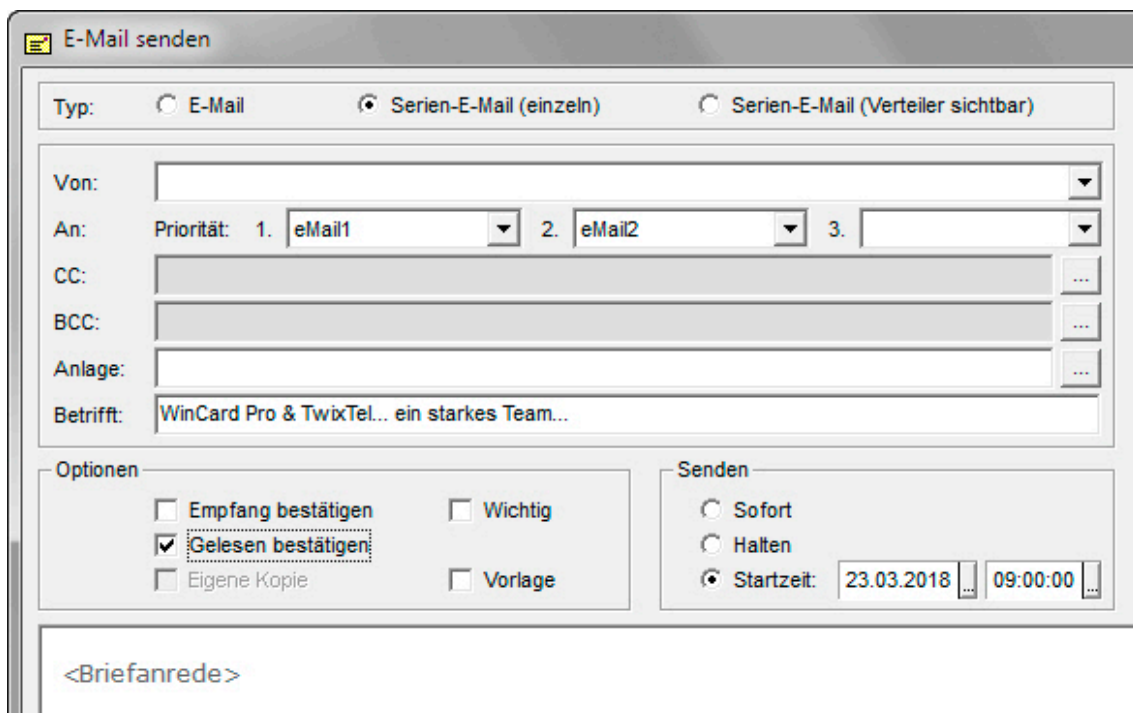 E-Mail senden
Typ: E-Mail Serien-E-Mail (einzeln) Serien-E-Mail (Verteiler sichtbar)
Von:
An: Priorität: 1. eMail1 2. eMail2 3.
CC: ...
BCC: ...
Anlage: ...
Betrifft: WinCard Pro & TwixTel... ein starkes Team...
Optionen
Empfang bestätigen Wichtig
Gelesen bestätigen
Eigene Kopie Vorlage
Senden
Sofort
Halten
Startzeit: 23.03.2018 ... 09:00:00 ...
<Briefanrede>